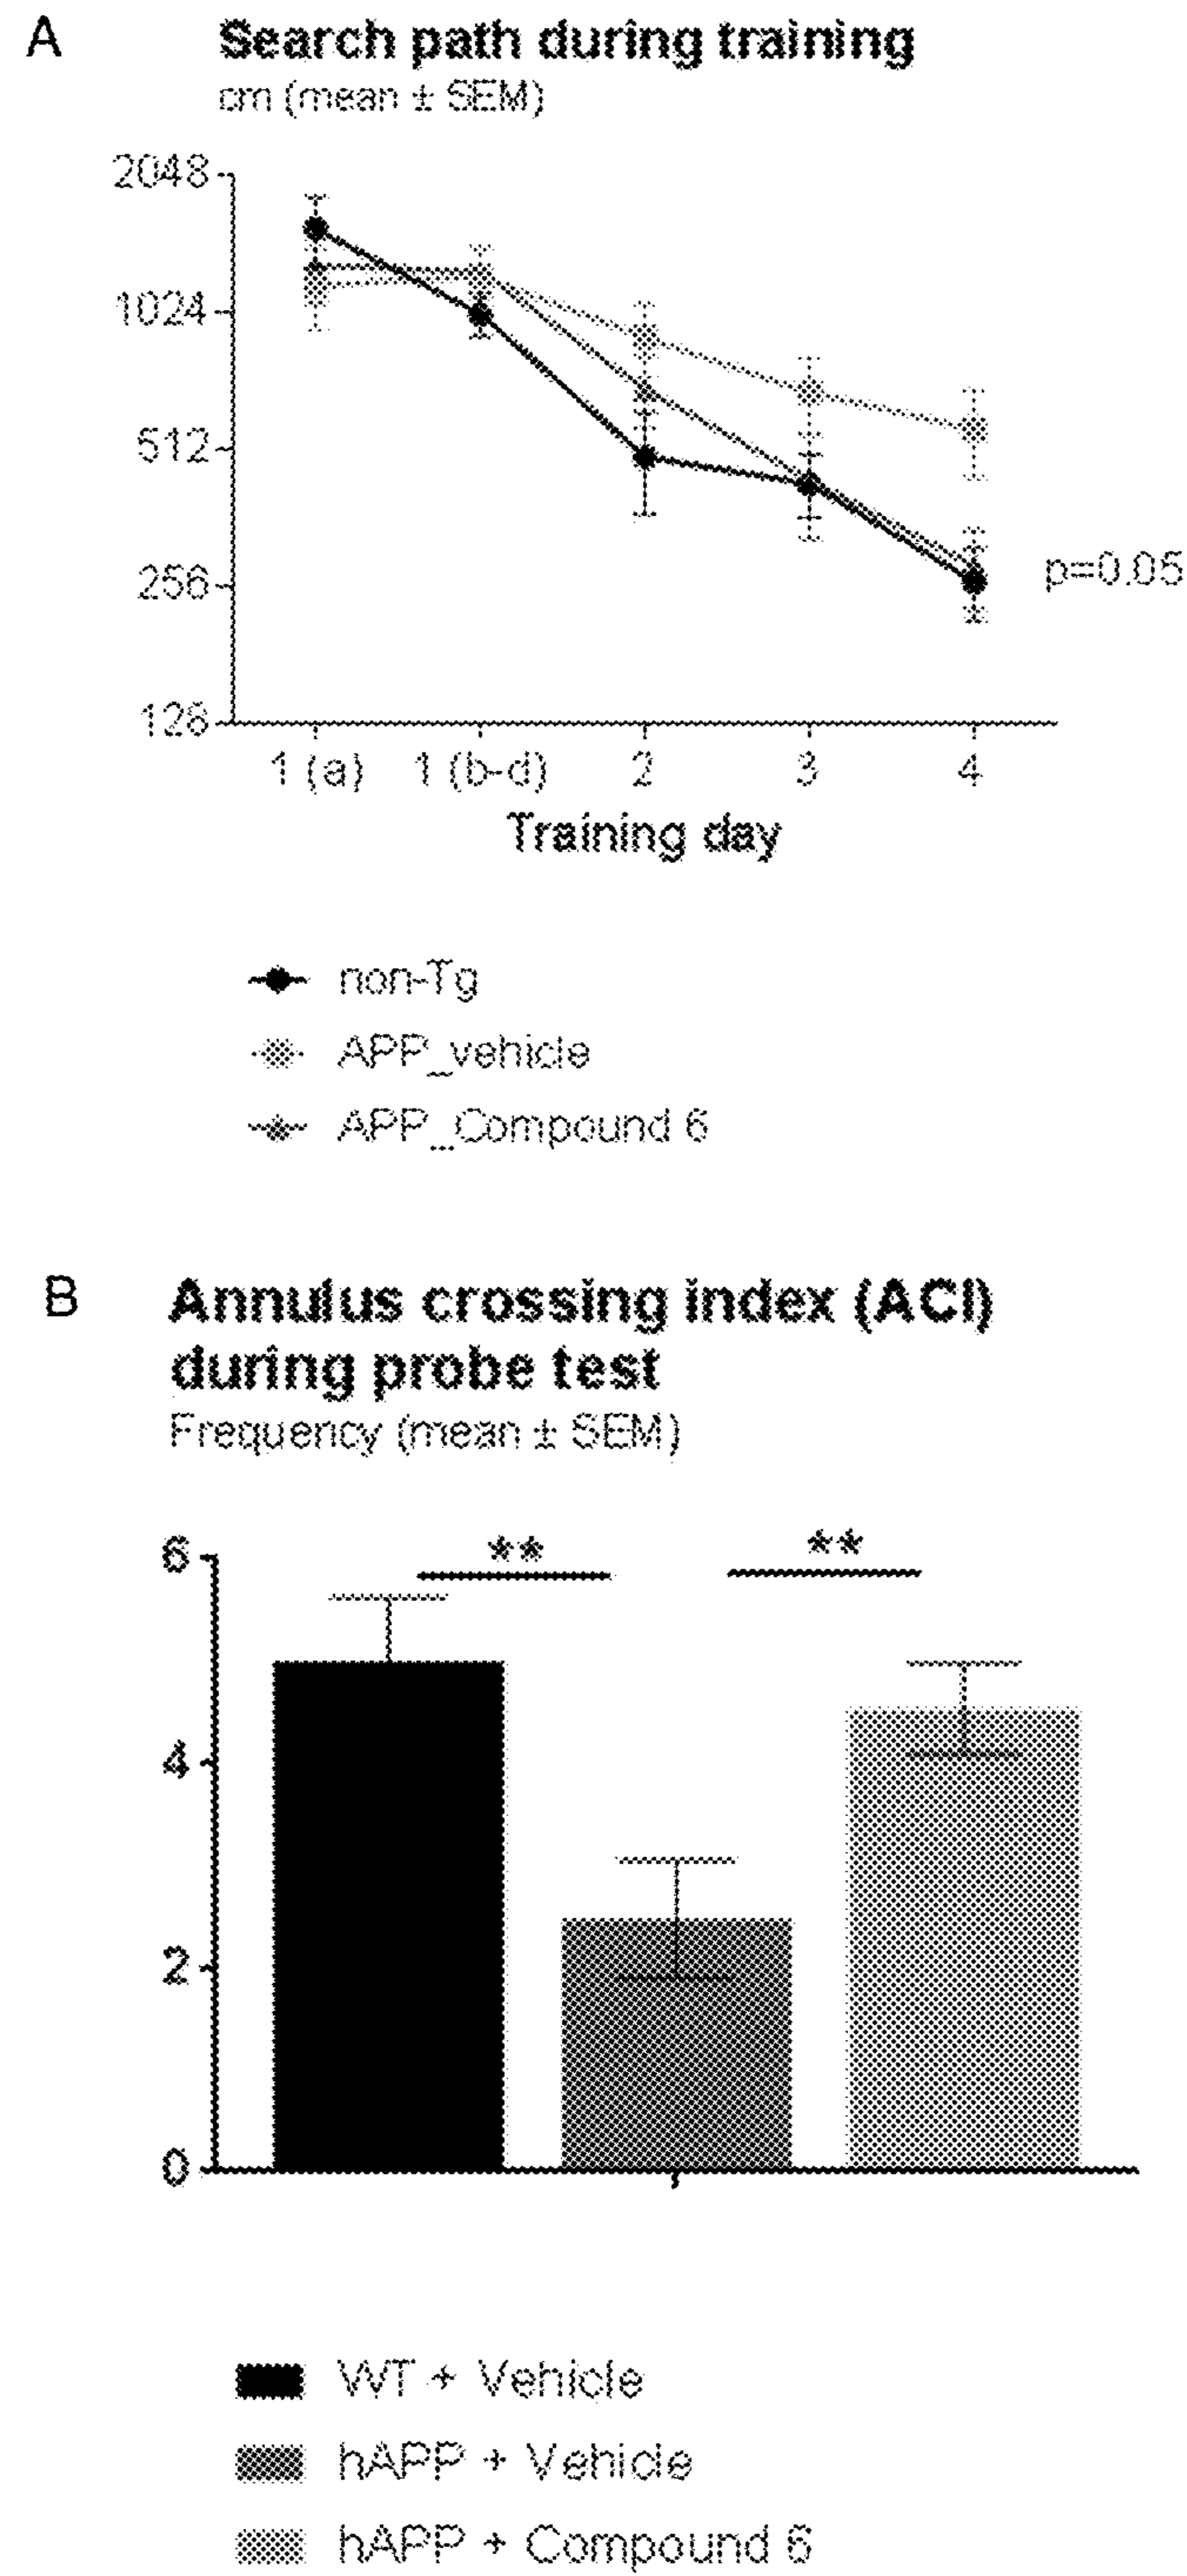 A
Search path during training
cm (mean ± SEM)
2048
1024
512
256
128
p=0.05
1 (a) 1 (b-d) 2 3 4
Training day
non-Tg
APP_vehicle
APP_Compound 6
B
Annulus crossing index (ACI)
during probe test
Frequency (mean ± SEM)
** **
6
4
2
0
WT + Vehicle
hAPP + Vehicle
hAPP + Compound 6